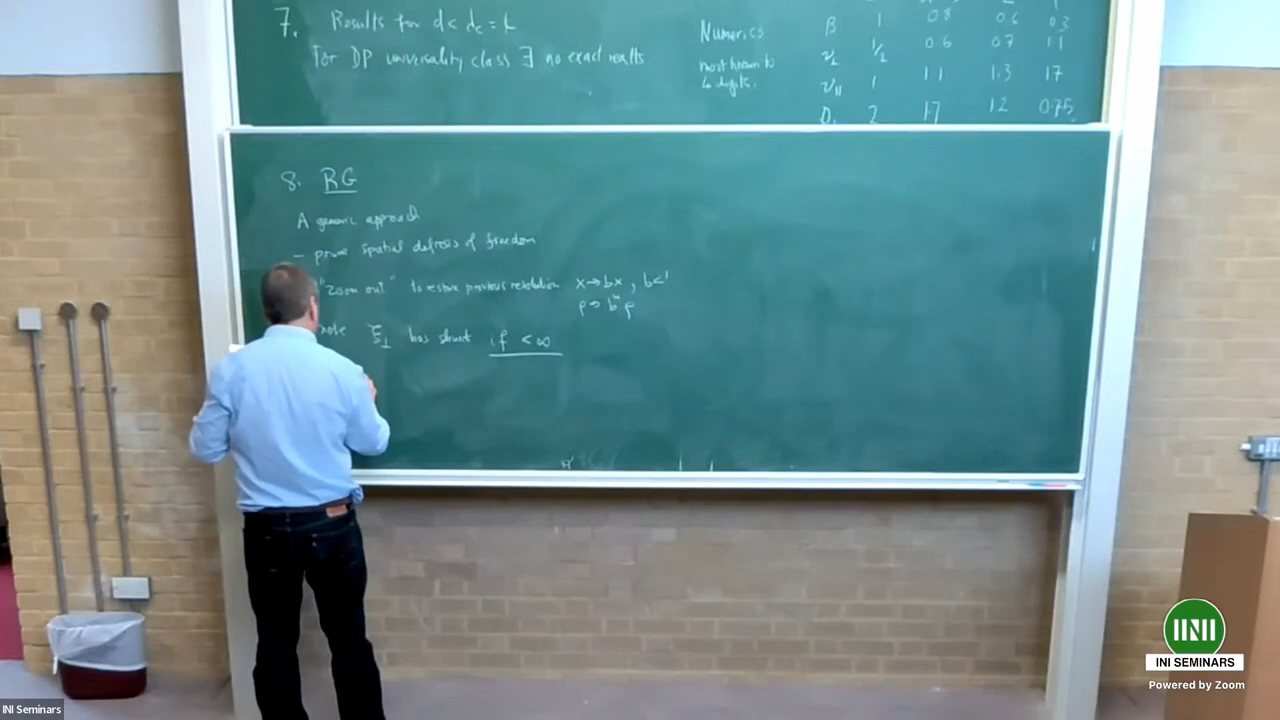 7. Results for d < dc = 4
For DP universality class ∃ no exact results
Numerics
most known to
4 digits.
0.8 0.6 0.3
β 1
ν⊥ 1/2 0.6 0.7 1.1
ν∥ 1 1.1 1.3 1.7
D. 2 1.7 1.2 0.75
8. RG
A generic approach
- prune spatial degrees of freedom
"zoom out" to restore previous resolution x→bx, b<1
ρ→ b ρ
note ξ⊥ has shrunk if < ∞
INI SEMINARS
Powered by Zoom
INI Seminars